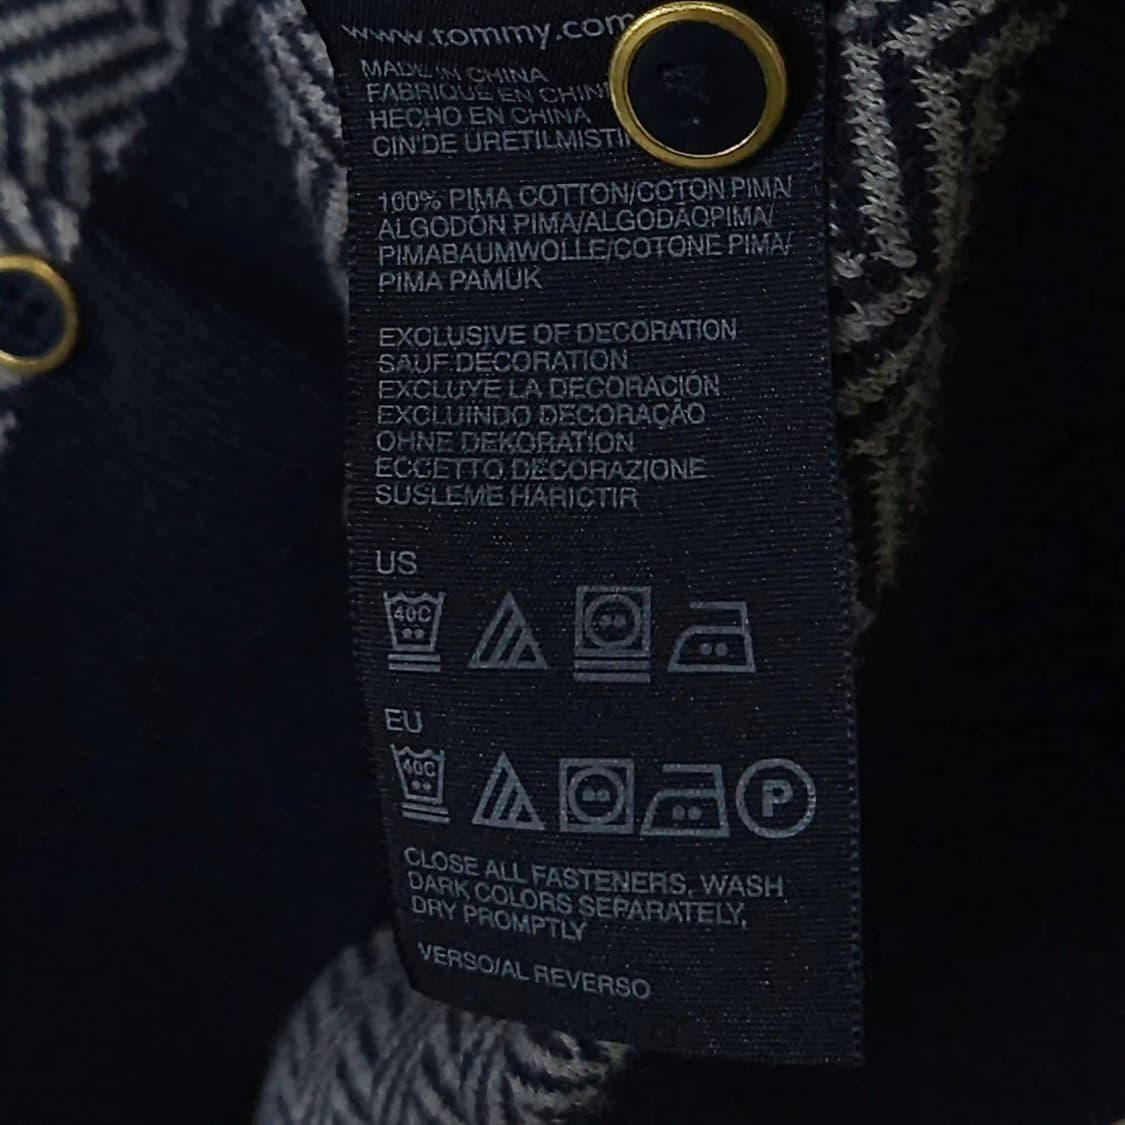 www.tommy.com
MADE IN CHINA
FABRIQUE EN CHINE
HECHO EN CHINA
CIN'DE URETILMISTI
100% PIMA COTTON/COTON PIMA/
ALGODÓN PIMA/ALGODÃOPIMA/
PIMABAUMWOLLE/COTONE PIMA/
PIMA PAMUK
EXCLUSIVE OF DECORATION
SAUF DECORATION
EXCLUYE LA DECORACIÓN
EXCLUINDO DECORAÇÃO
OHNE DEKORATION
ECCETTO DECORAZIONE
SUSLEME HARICTIR
US
40C
EU
40C
P
CLOSE ALL FASTENERS, WASH
DARK COLORS SEPARATELY,
DRY PROMPTLY
VERSO/AL REVERSO